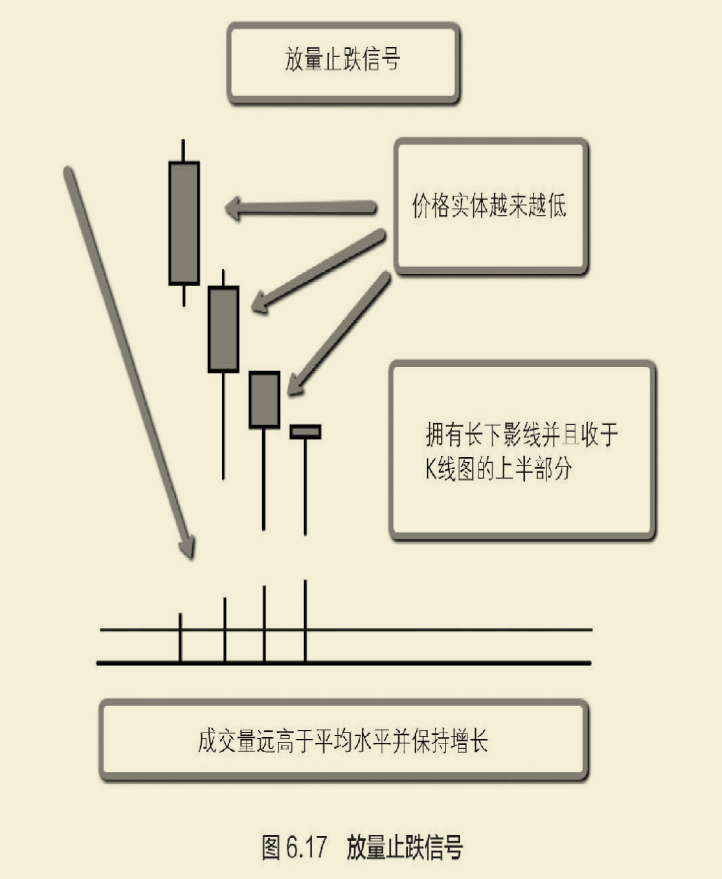 放量止跌信号
价格实体越来越低
拥有长下影线并且收于
K线图的上半部分
成交量远高于平均水平并保持增长
图 6.17 放量止跌信号